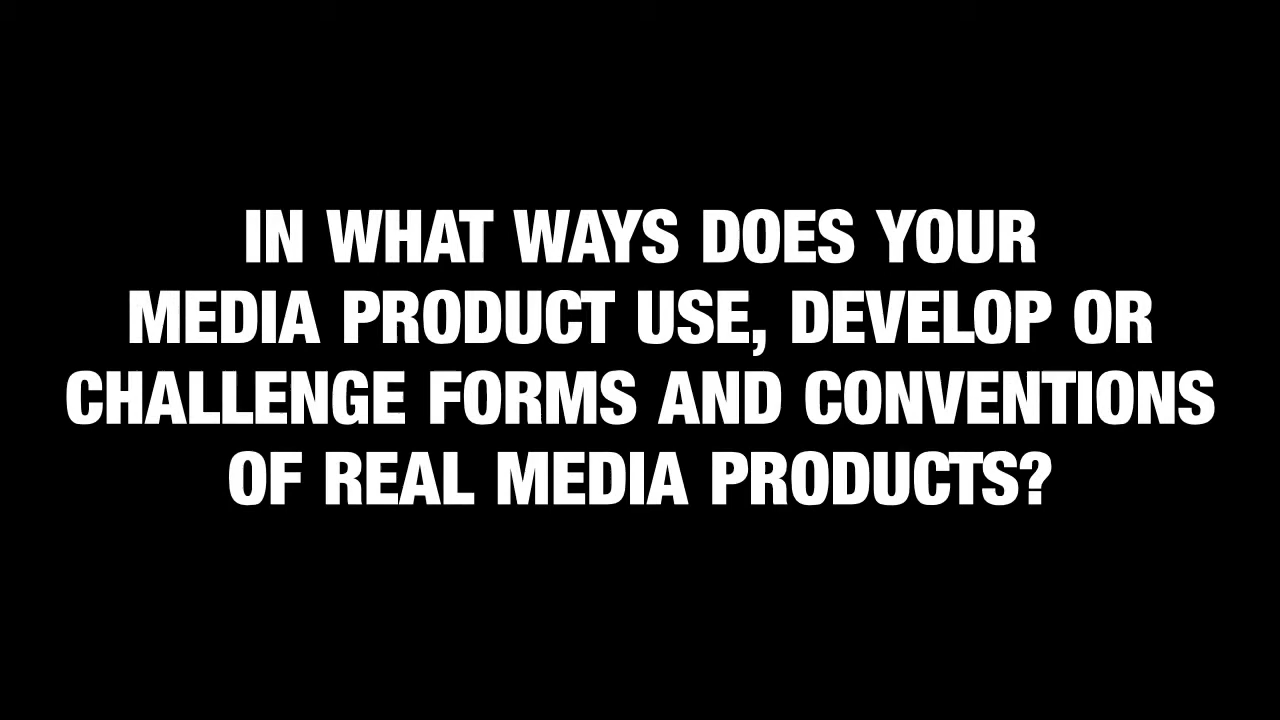 IN WHAT WAYS DOES YOUR
MEDIA PRODUCT USE, DEVELOP OR
CHALLENGE FORMS AND CONVENTIONS
OF REAL MEDIA PRODUCTS?